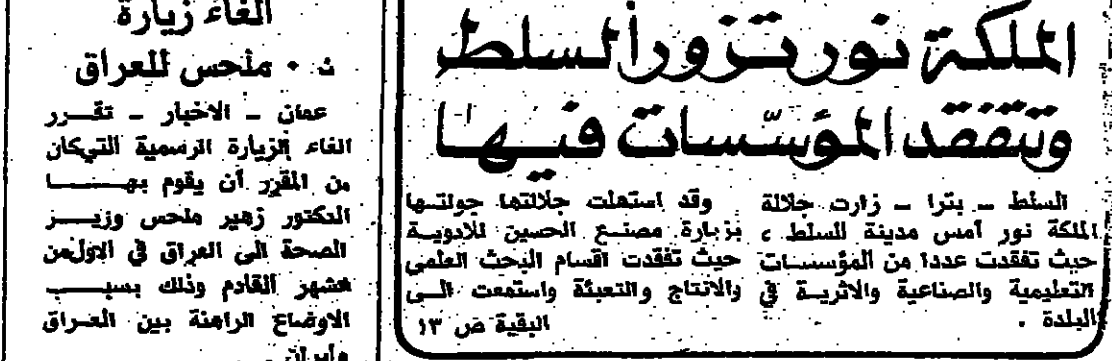 الملكة نور تزور السلط
وتتفقد المؤسسات فيها
السلط ـ بترا ـ زارت جلالة
الملكة نور أمس مدينة السلط ،
حيث تفقدت عددا من المؤسسات
التعليمية والصناعية والاثرية في
البلدة .
وقد استهلت جلالتها جولتها
بزيارة مصنع الحسين للادوية
حيث تفقدت اقسام البحث العلمي
والانتاج والتعبئة واستمعت الى
البقية ص ١٣
الغاء زيارة
د . ملحس للعراق
عمان ـ الاخبار ـ تقرر
الغاء الزيارة الرسمية التي كان
من المقرر أن يقوم بها
الدكتور زهير ملحس وزير
الصحة الى العراق في الاول من
الشهر القادم وذلك بسبب
الاوضاع الراهنة بين العراق
وايران